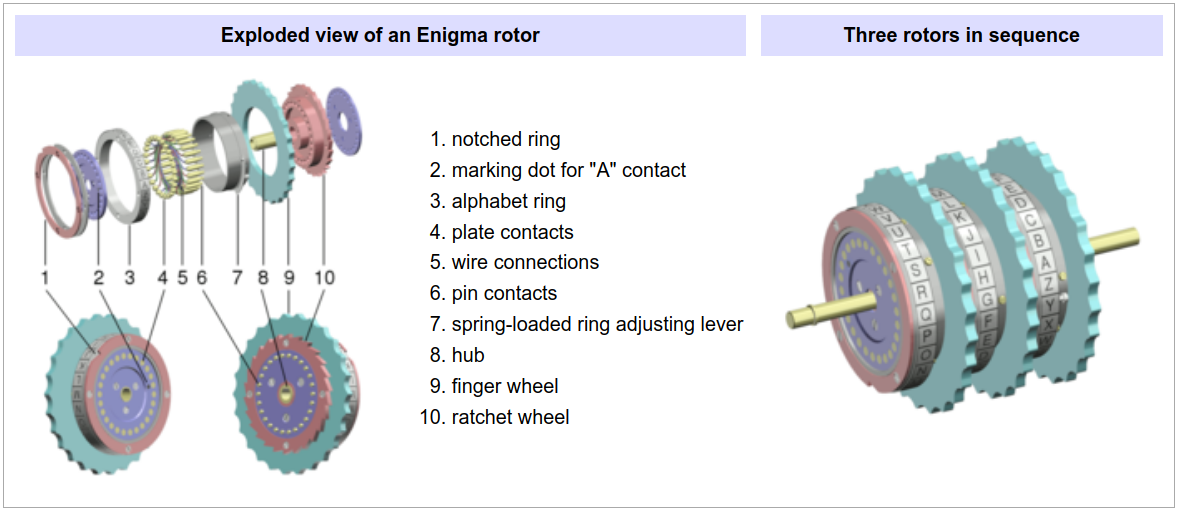 Exploded view of an Enigma rotor
Three rotors in sequence
1 2 3 4 5 6 7 8 9 10
1. notched ring
2. marking dot for "A" contact
3. alphabet ring
4. plate contacts
5. wire connections
6. pin contacts
7. spring-loaded ring adjusting lever
8. hub
9. finger wheel
10. ratchet wheel
V U T S R Q P O N
L K J I H G F E D
E D C B A Z Y X W